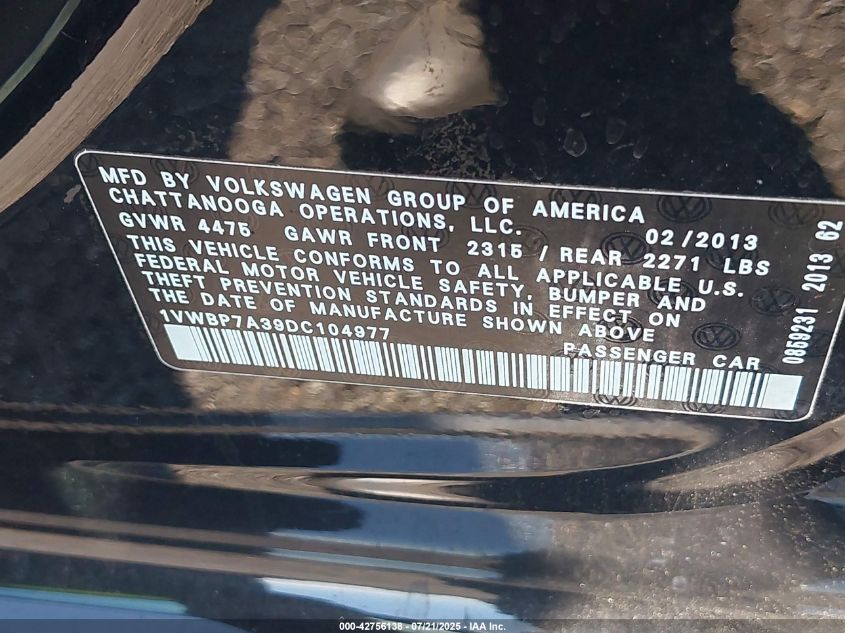 MFD BY VOLKSWAGEN GROUP OF AMERICA
CHATTANOOGA OPERATIONS, LLC. 02/2013
GVWR 4475 GAWR FRONT 2315 / REAR 2271 LBS
THIS VEHICLE CONFORMS TO ALL APPLICABLE U.S.
FEDERAL MOTOR VEHICLE SAFETY, BUMPER AND
THEFT PREVENTION STANDARDS IN EFFECT ON
THE DATE OF MANUFACTURE SHOWN ABOVE
1VWBP7A39DC104977 PASSENGER CAR
0859231 2013 62
000-42756138 - 07/21/2025 - IAA Inc.